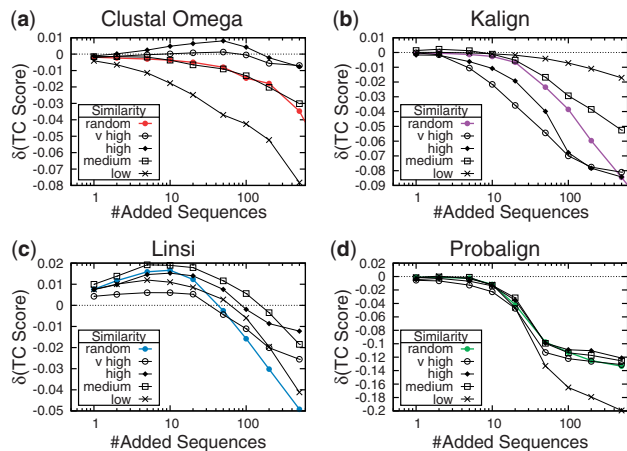 (a) Clustal Omega
0.01
0
-0.01
-0.02
-0.03
-0.04
-0.05
-0.06
-0.07
-0.08
δ(TC Score)
Similarity
random
v high
high
medium
low
1 10 100
#Added Sequences
(b) Kalign
0.01
0
-0.01
-0.02
-0.03
-0.04
-0.05
-0.06
-0.07
-0.08
-0.09
δ(TC Score)
Similarity
random
v high
high
medium
low
1 10 100
#Added Sequences
(c) Linsi
0.02
0.01
0
-0.01
-0.02
-0.03
-0.04
-0.05
δ(TC Score)
Similarity
random
v high
high
medium
low
1 10 100
#Added Sequences
(d) Probalign
0.02
0
-0.02
-0.04
-0.06
-0.08
-0.1
-0.12
-0.14
-0.16
-0.18
-0.2
δ(TC Score)
Similarity
random
v high
high
medium
low
1 10 100
#Added Sequences